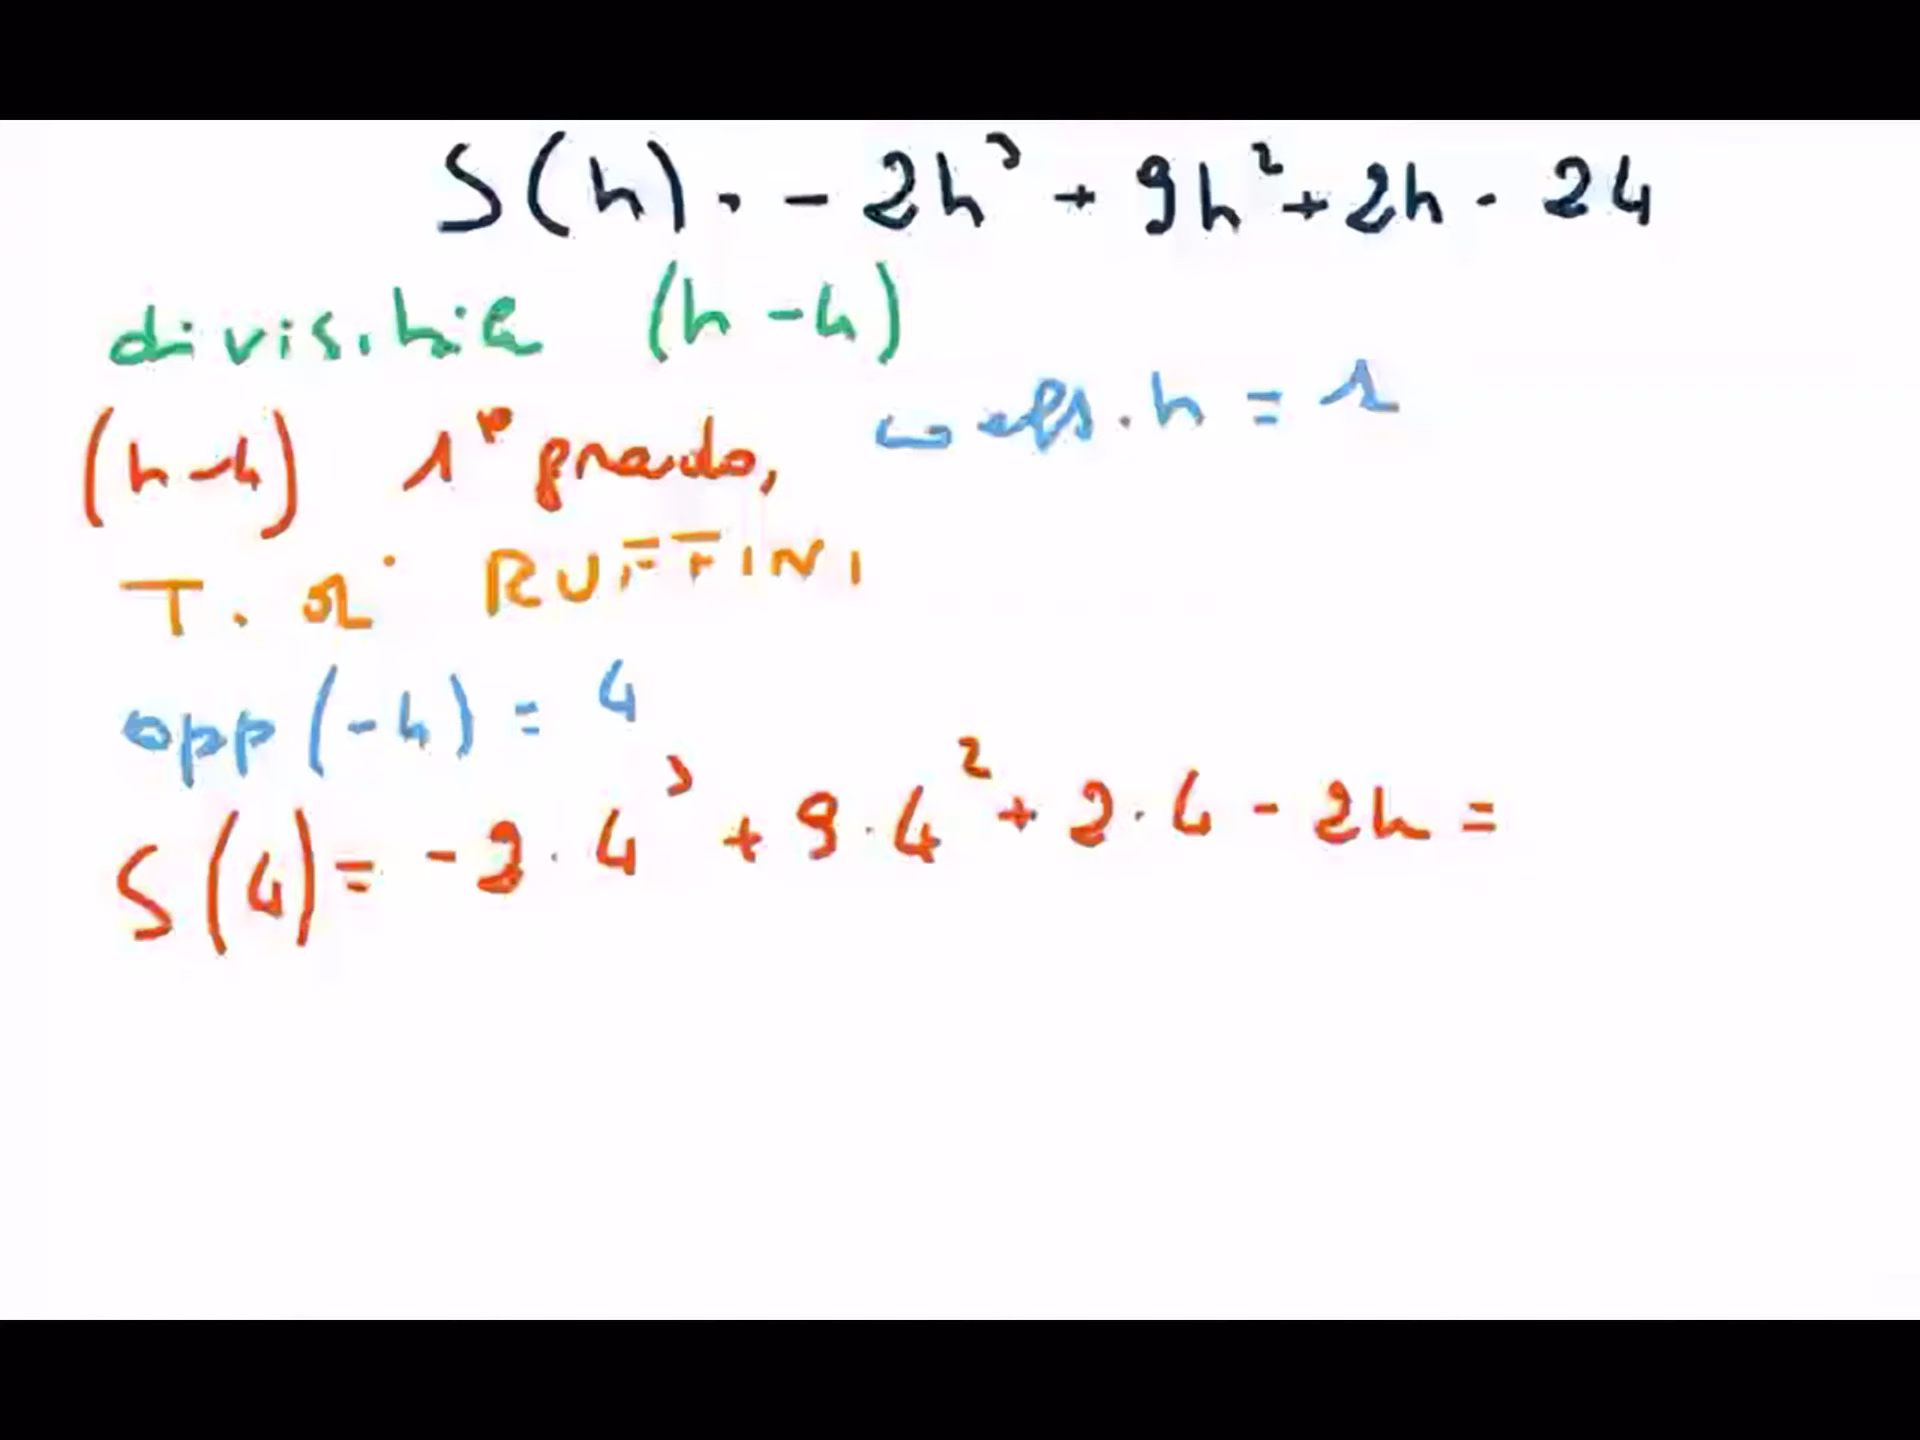 S(h) = -2h³ + 9h² + 2h - 24
divisibile (h-4)
(h-4) 1° grado, coeff. h = 1
T. di RUFFINI
opp(-4) = 4
S(4) = -2·4³ + 9·4² + 2·4 - 24 =